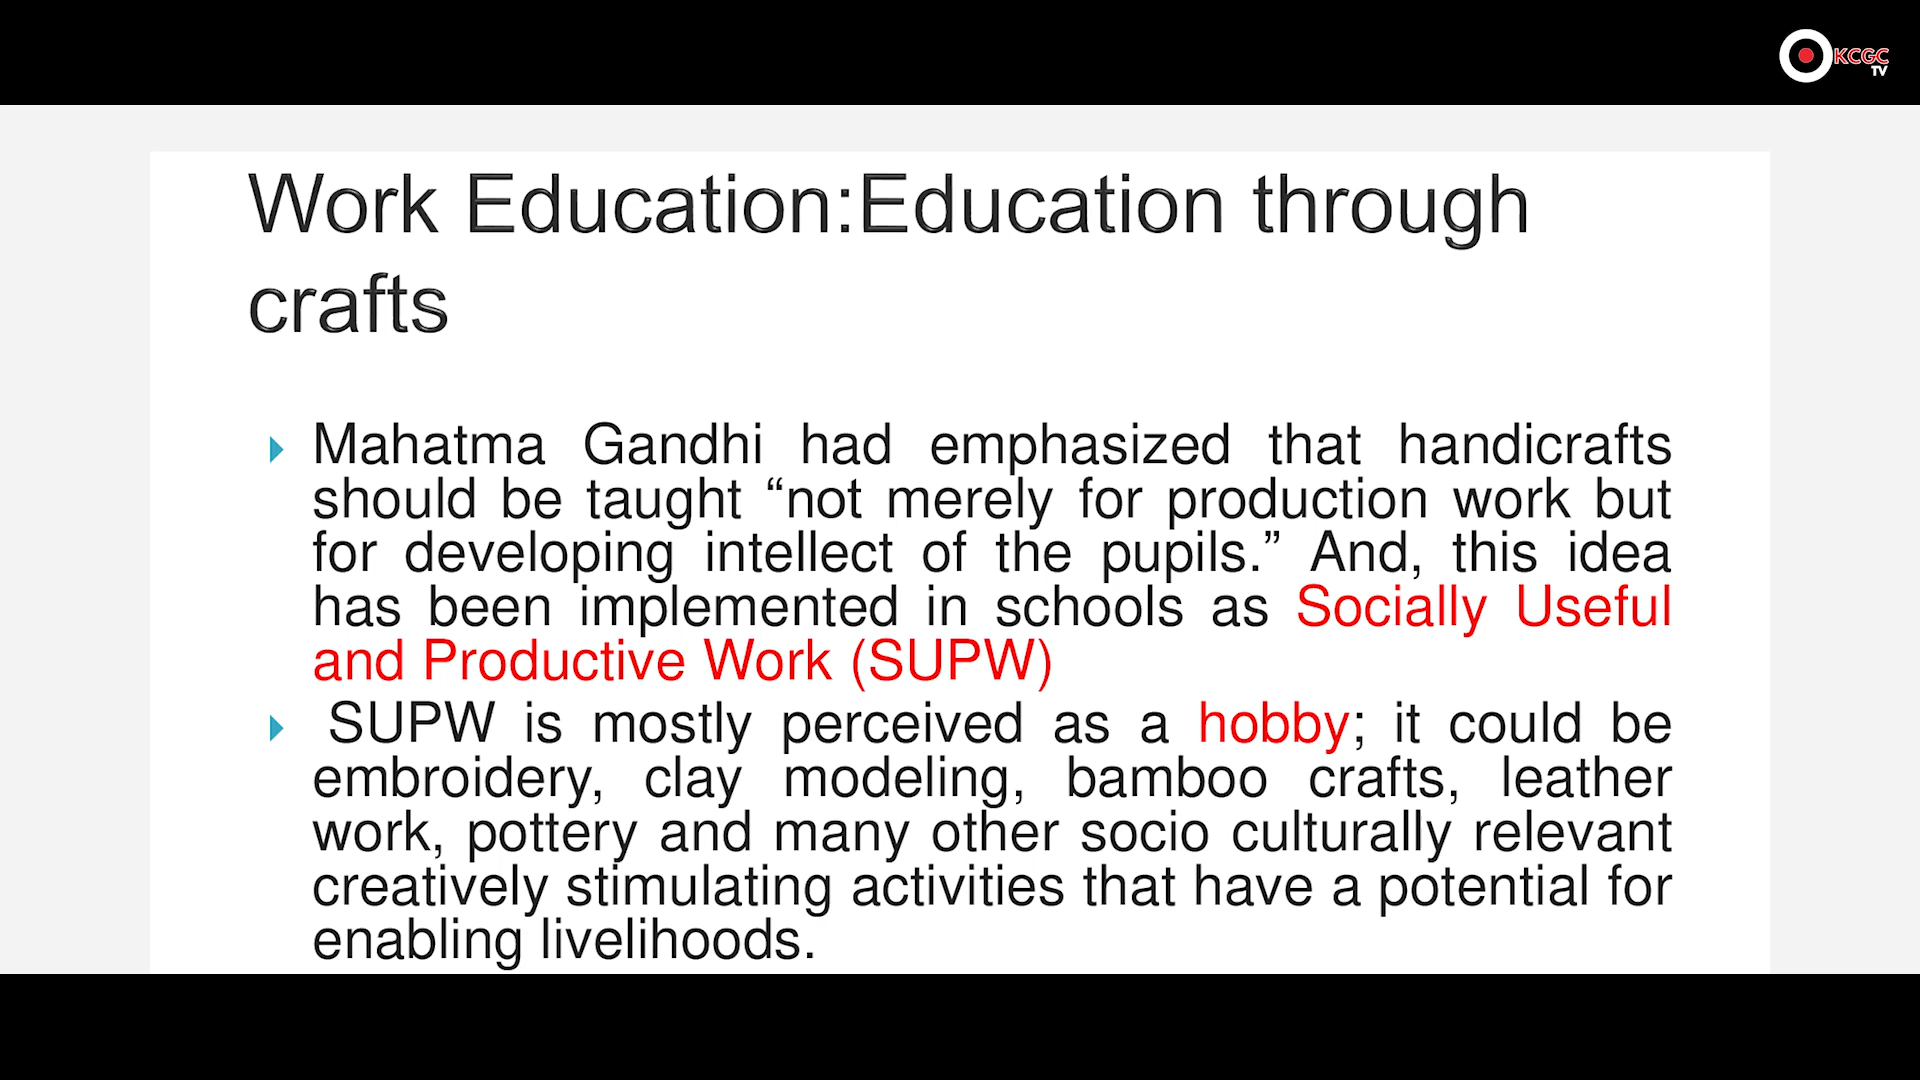 KCGC
TV
Work Education:Education through
crafts
Mahatma Gandhi had emphasized that handicrafts
should be taught “not merely for production work but
for developing intellect of the pupils.” And, this idea
has been implemented in schools as Socially Useful
and Productive Work (SUPW)
SUPW is mostly perceived as a hobby; it could be
embroidery, clay modeling, bamboo crafts, leather
work, pottery and many other socio culturally relevant
creatively stimulating activities that have a potential for
enabling livelihoods.